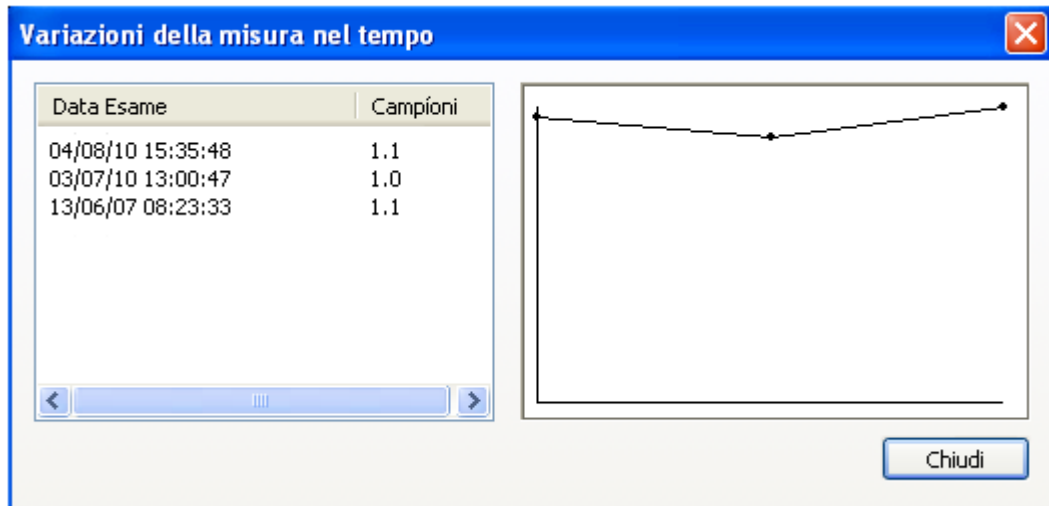 Variazioni della misura nel tempo
Data Esame Campíoni
04/08/10 15:35:48 1.1
03/07/10 13:00:47 1.0
13/06/07 08:23:33 1.1
Chiudi